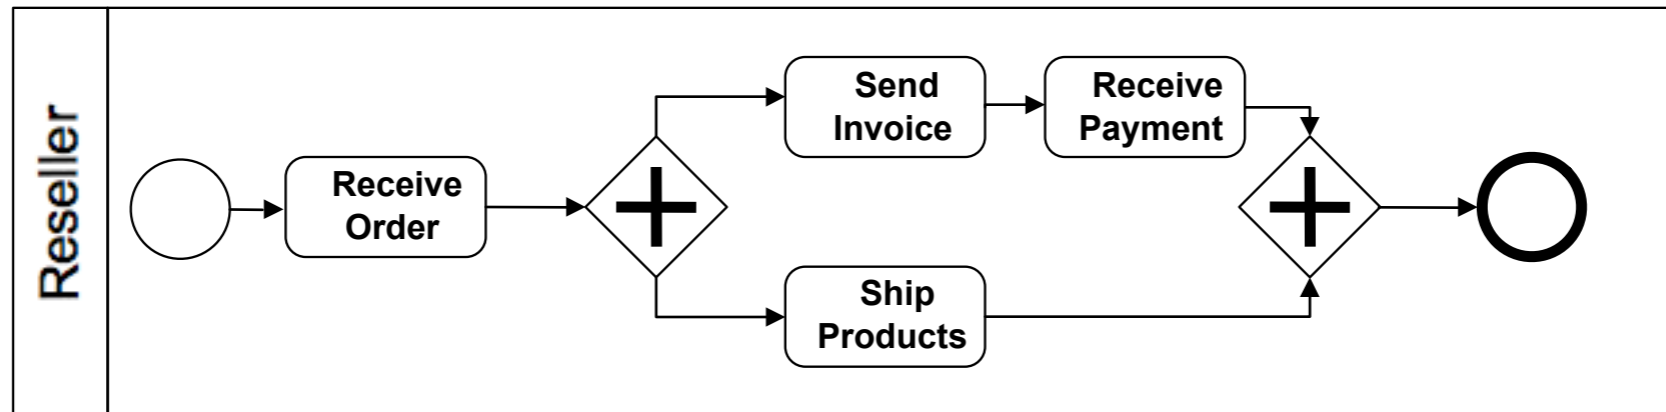 Reseller
Receive
Order
Send
Invoice
Receive
Payment
Ship
Products